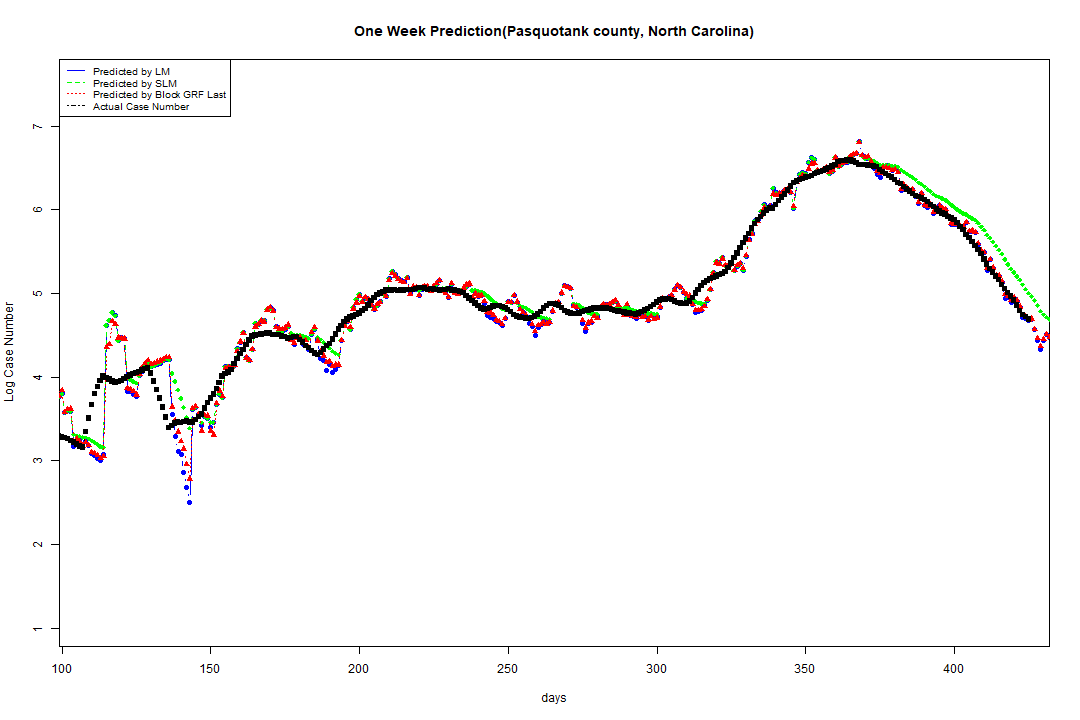 One Week Prediction(Pasquotank county, North Carolina)
Predicted by LM
Predicted by SLM
Predicted by Block GRF Last
Actual Case Number
Log Case Number
7
6
5
4
3
2
1
100 150 200 250 300 350 400
days